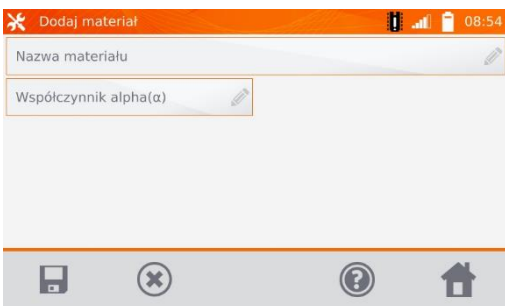 Dodaj materiał 08:54
Nazwa materiału
Współczynnik alpha(α)